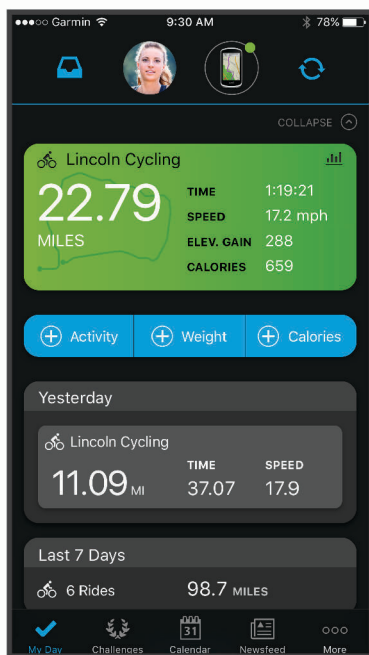 Garmin 9:30 AM 78%
COLLAPSE
Lincoln Cycling
22.79
MILES
TIME 1:19:21
SPEED 17.2 mph
ELEV. GAIN 288
CALORIES 659
Activity Weight Calories
Yesterday
Lincoln Cycling
11.09 MI
TIME SPEED
37.07 17.9
Last 7 Days
6 Rides 98.7 MILES
31
My Day Challenges Calendar Newsfeed More